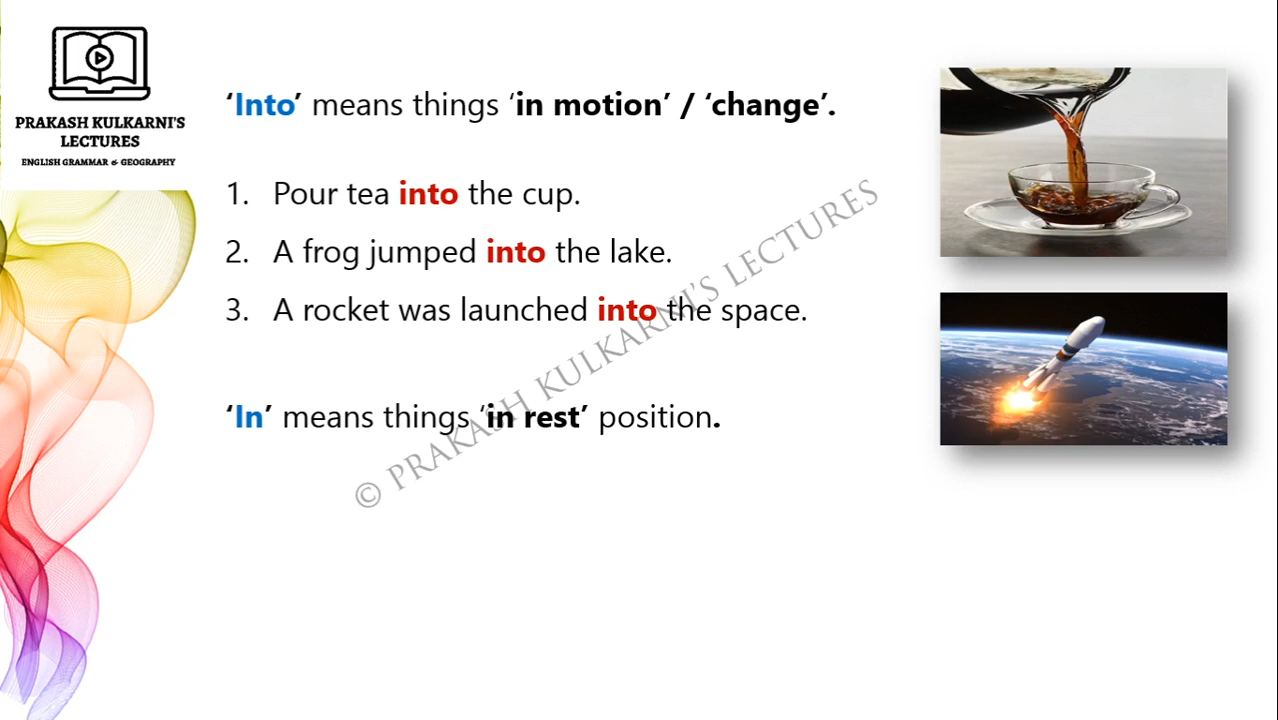 PRAKASH KULKARNI'S
LECTURES
ENGLISH GRAMMAR & GEOGRAPHY
‘Into’ means things ‘in motion’ / ‘change’.
1. Pour tea into the cup.
2. A frog jumped into the lake.
3. A rocket was launched into the space.
‘In’ means things ‘in rest’ position.
© PRAKASH KULKARNI'S LECTURES